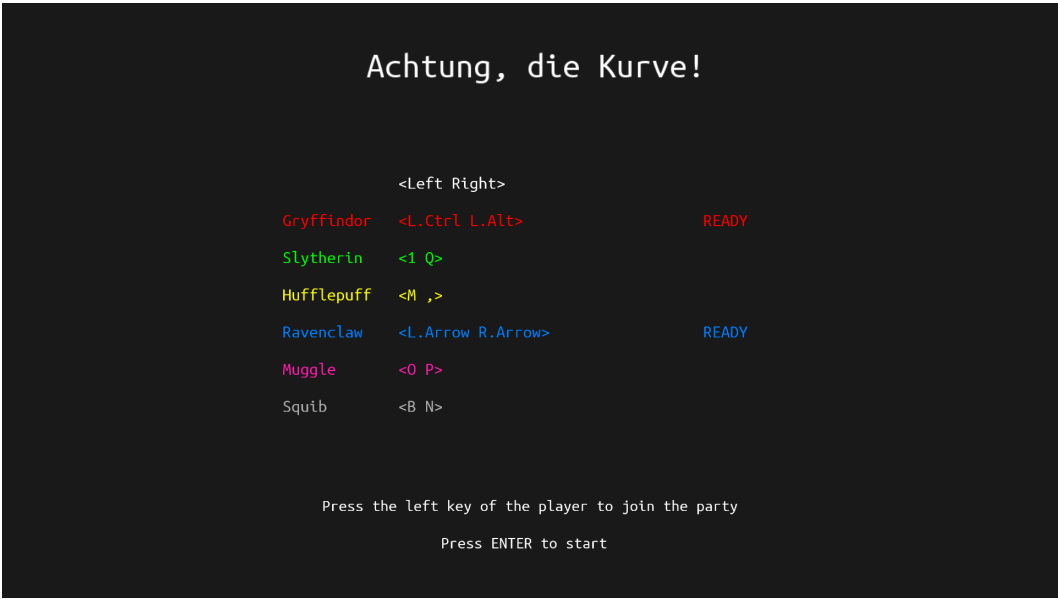 Achtung, die Kurve!
<Left Right>
Gryffindor <L.Ctrl L.Alt> READY
Slytherin <1 Q>
Hufflepuff <M ,>
Ravenclaw <L.Arrow R.Arrow> READY
Muggle <O P>
Squib <B N>
Press the left key of the player to join the party
Press ENTER to start